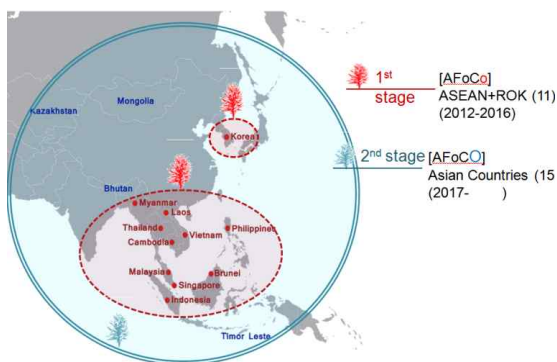 Kazakhstan
Mongolia
Korea
Bhutan
Myanmar
Laos
Thailand
Vietnam
Philippines
Cambodia
Malaysia
Brunei
Singapore
Indonesia
Timor Leste
1st
stage
[AFoCo]
ASEAN+ROK (11)
(2012-2016)
2nd stage
[AFoCO]
Asian Countries (15
(2017- )